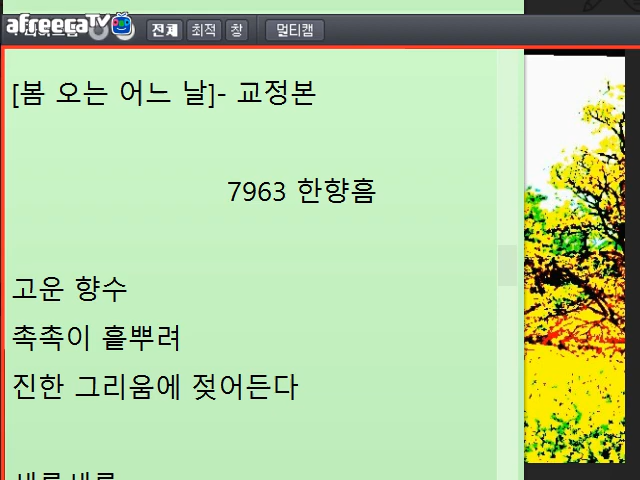 afreecaTV
전체 최적 창 멀티캠
[봄 오는 어느 날]- 교정본
7963 한향흠
고운 향수
촉촉이 흩뿌려
진한 그리움에 젖어든다